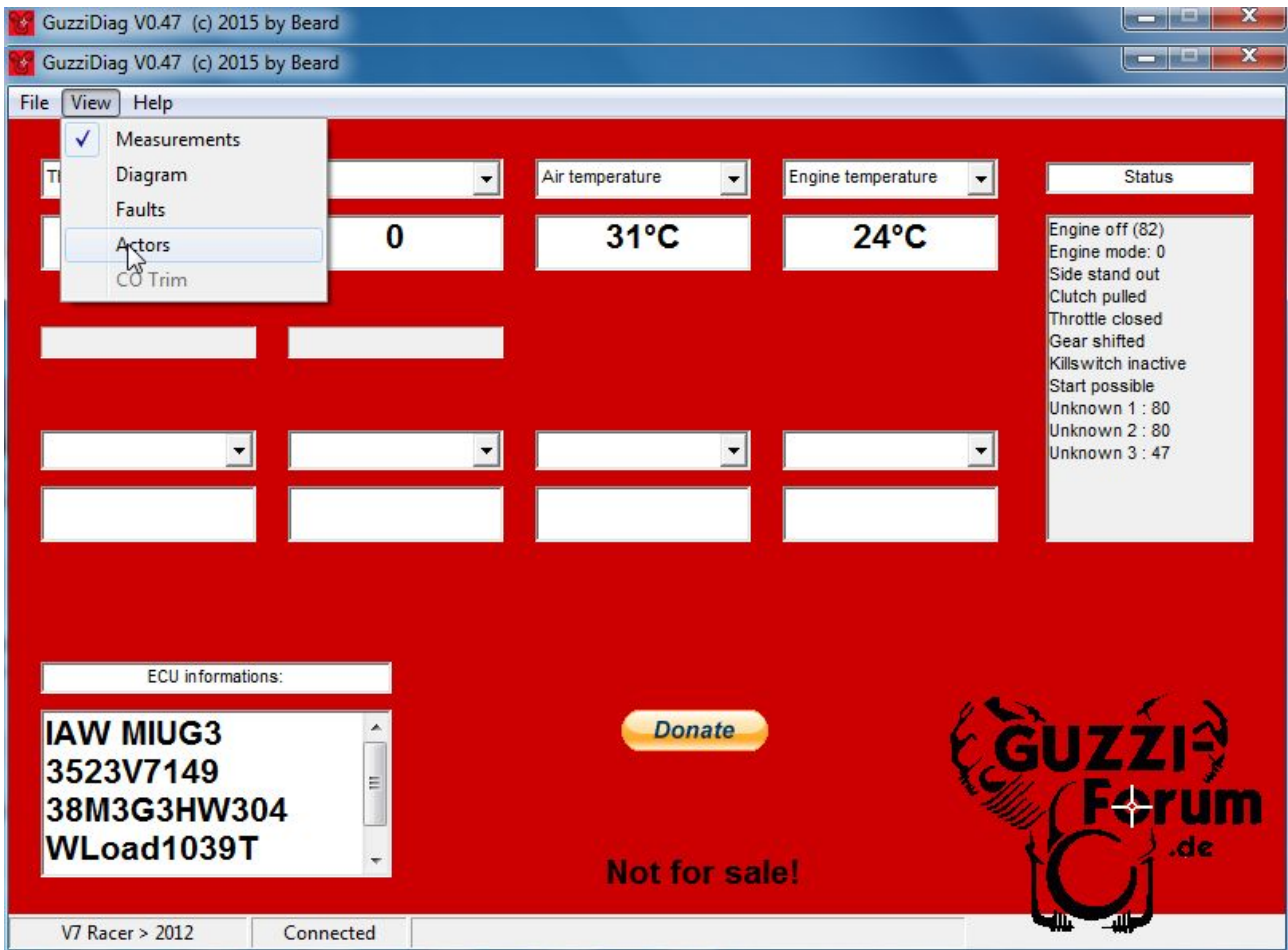 GuzziDiag V0.47 (c) 2015 by Beard
GuzziDiag V0.47 (c) 2015 by Beard
File View Help
Measurements
Diagram
Faults
Actors
CO Trim
Air temperature
Engine temperature
Status
0
31°C
24°C
Engine off (82)
Engine mode: 0
Side stand out
Clutch pulled
Throttle closed
Gear shifted
Killswitch inactive
Start possible
Unknown 1 : 80
Unknown 2 : 80
Unknown 3 : 47
ECU informations:
IAW MIUG3
3523V7149
38M3G3HW304
WLoad1039T
Donate
Not for sale!
GUZZI-
Forum
.de
V7 Racer > 2012
Connected